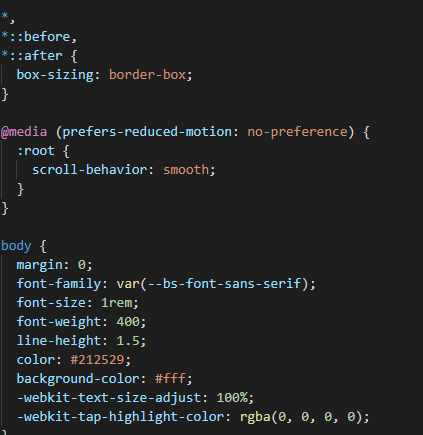 *,
*::before,
*::after {
  box-sizing: border-box;
}

@media (prefers-reduced-motion: no-preference) {
  :root {
    scroll-behavior: smooth;
  }
}

body {
  margin: 0;
  font-family: var(--bs-font-sans-serif);
  font-size: 1rem;
  font-weight: 400;
  line-height: 1.5;
  color: #212529;
  background-color: #fff;
  -webkit-text-size-adjust: 100%;
  -webkit-tap-highlight-color: rgba(0, 0, 0, 0);
}